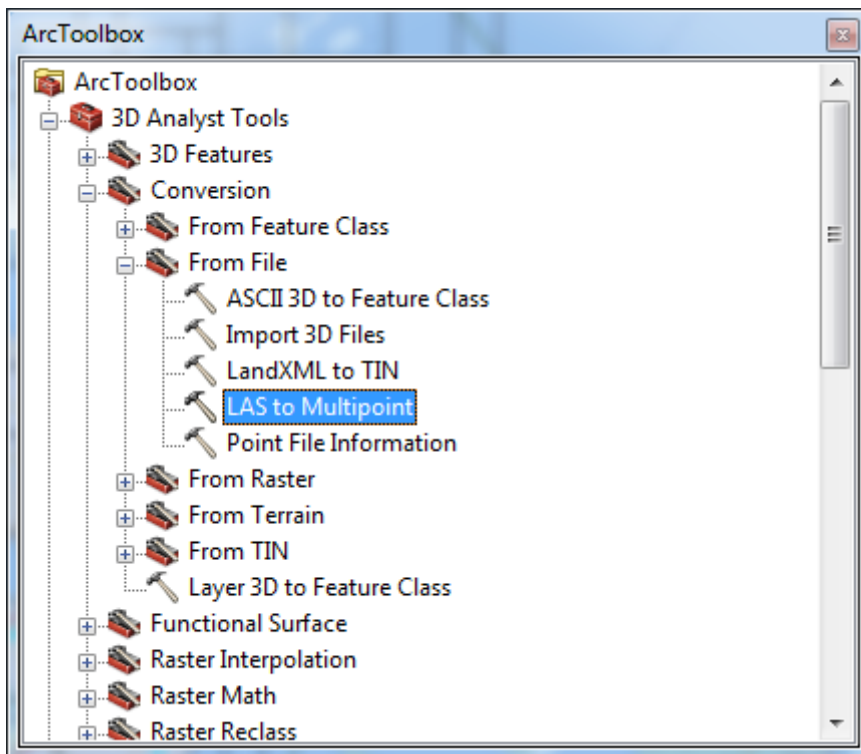 ArcToolbox
ArcToolbox
3D Analyst Tools
3D Features
Conversion
From Feature Class
From File
ASCII 3D to Feature Class
Import 3D Files
LandXML to TIN
LAS to Multipoint
Point File Information
From Raster
From Terrain
From TIN
Layer 3D to Feature Class
Functional Surface
Raster Interpolation
Raster Math
Raster Reclass